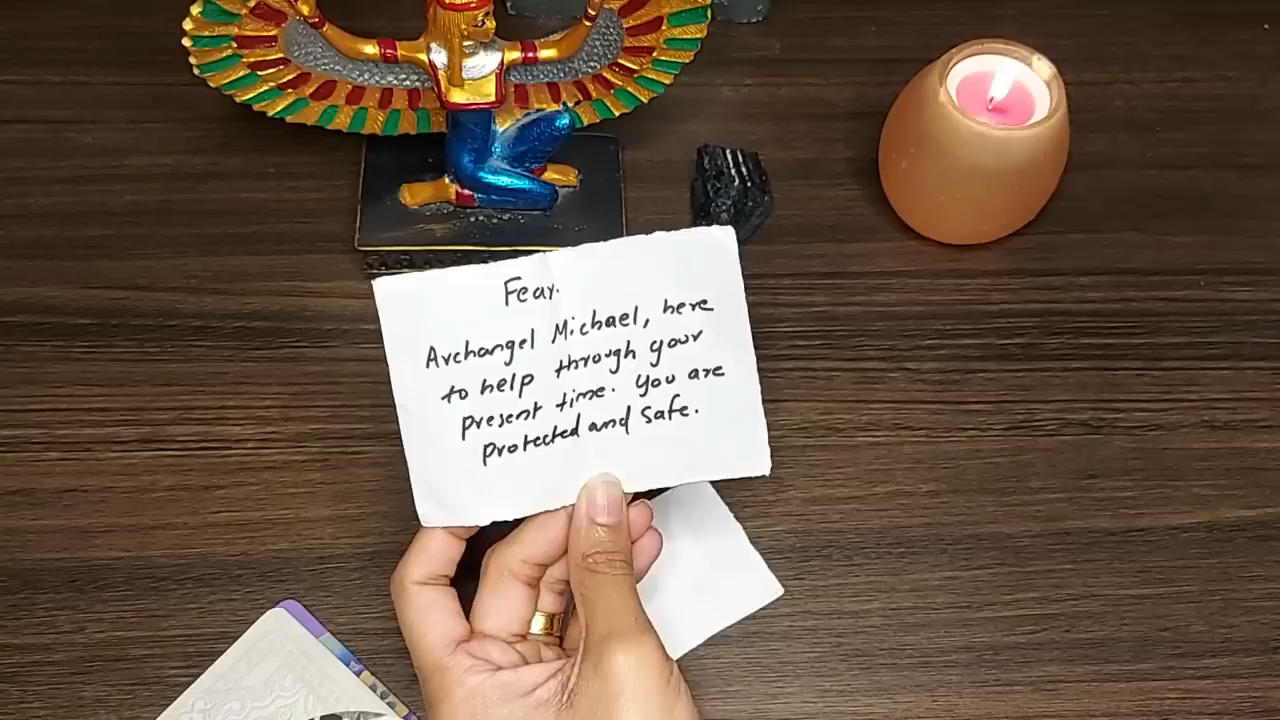 Fear.
Archangel Michael, here
to help through your
present time. You are
protected and safe.